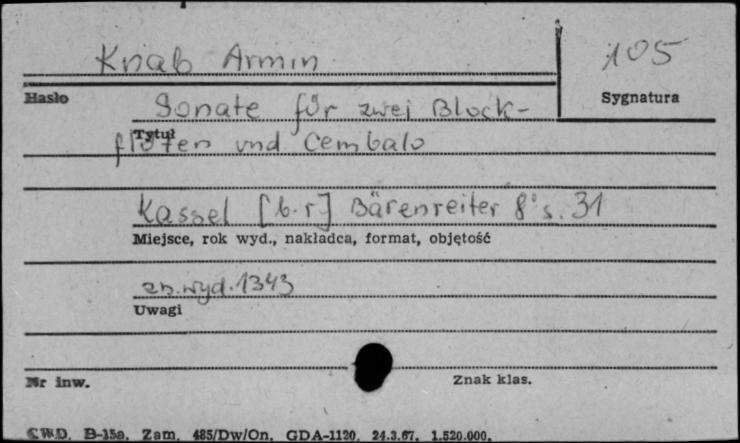 Knab Armin
105
Hasło
Sygnatura
Sonate für zwei Block-
Tytuł
flöten und Cembalo
Kassel [b.r] Bärenreiter 8° s. 31
Miejsce, rok wyd., nakładca, format, objętość
zn.wyd.1343
Uwagi
Nr inw.
Znak klas.
CWD. B-15a. Zam. 485/Dw/On. GDA-1120. 24.3.67. 1.520.000.